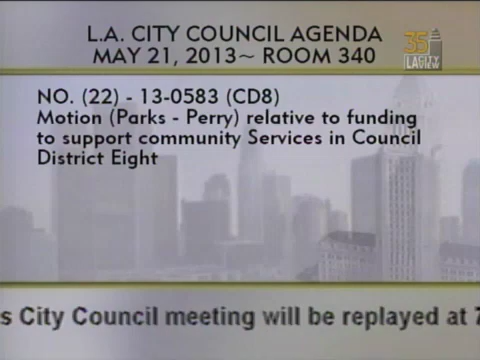 L.A. CITY COUNCIL AGENDA
MAY 21, 2013~ ROOM 340
35
LA CITY
VIEW
NO. (22) - 13-0583 (CD8)
Motion (Parks - Perry) relative to funding
to support community Services in Council
District Eight
s City Council meeting will be replayed at